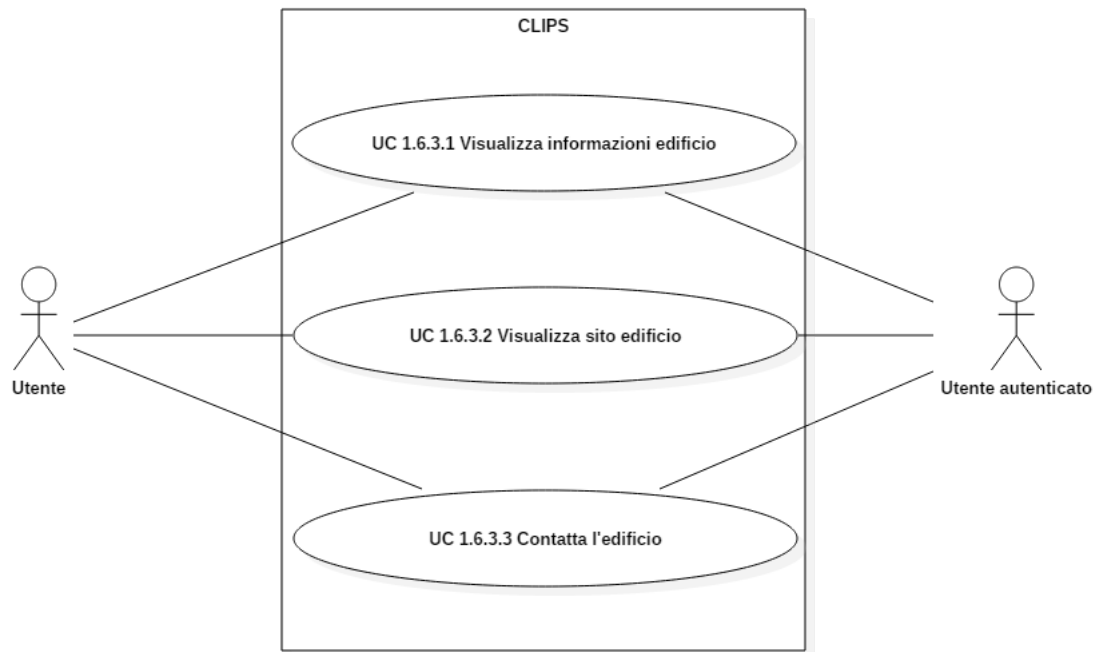 CLIPS
UC 1.6.3.1 Visualizza informazioni edificio
UC 1.6.3.2 Visualizza sito edificio
Utente
Utente autenticato
UC 1.6.3.3 Contatta l'edificio